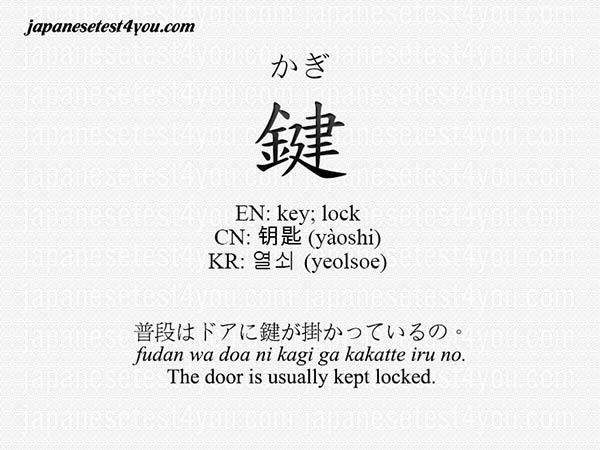 japanesetest4you.com
かぎ
鍵
EN: key; lock
CN: 钥匙 (yàoshi)
KR: 열쇠 (yeolsoe)
普段はドアに鍵が掛かっているの。
fudan wa doa ni kagi ga kakatte iru no.
The door is usually kept locked.